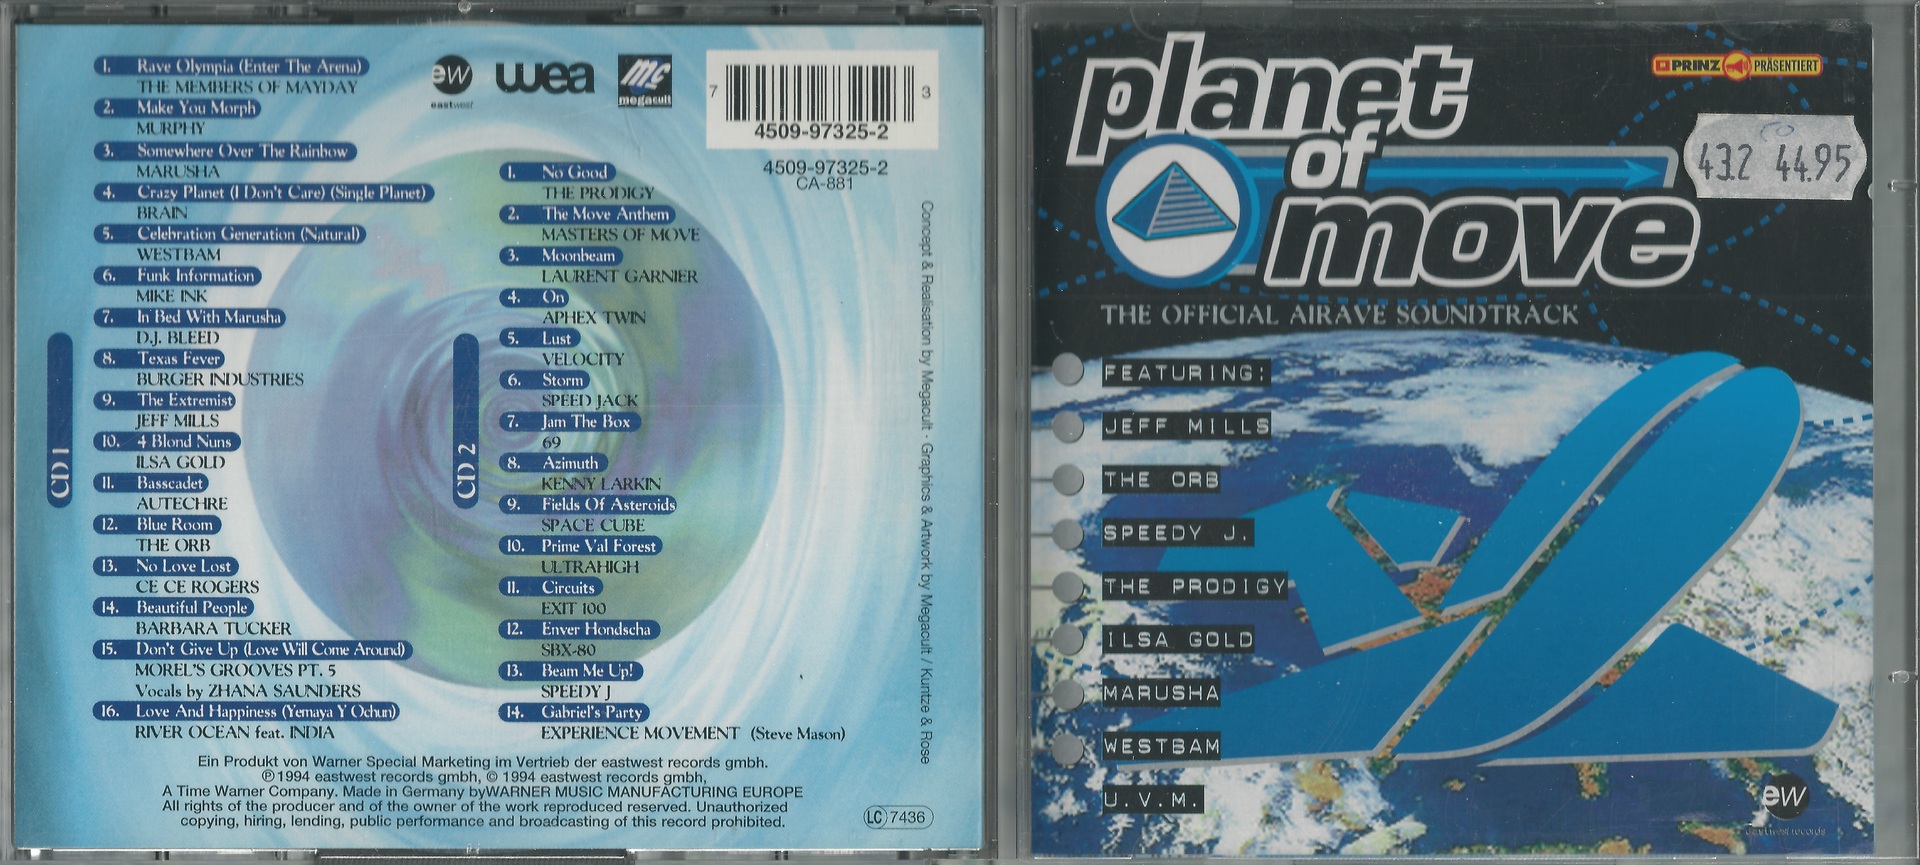 1. Rave Olympia (Enter The Arena)
THE MEMBERS OF MAYDAY
2. Make You Morph
MURPHY
3. Somewhere Over The Rainbow
MARUSHA
4. Crazy Planet (I Don't Care) (Single Planet)
BRAIN
5. Celebration Generation (Natural)
WESTBAM
6. Funk Information
MIKE INK
7. In Bed With Marusha
D.J. BLEED
8. Texas Fever
BURGER INDUSTRIES
9. The Extremist
JEFF MILLS
10. 4 Blond Nuns
ILSA GOLD
11. Basscadet
AUTECHRE
12. Blue Room
THE ORB
13. No Love Lost
CE CE ROGERS
14. Beautiful People
BARBARA TUCKER
15. Don't Give Up (Love Will Come Around)
MOREL'S GROOVES PT. 5
Vocals by ZHANA SAUNDERS
16. Love And Happiness (Yemaya Y Ochun)
RIVER OCEAN feat. INDIA
CD 1
ew
eastwest
wea
mc
megacult
7
3
4509-97325-2
4509-97325-2
CA-881
1. No Good
THE PRODIGY
2. The Move Anthem
MASTERS OF MOVE
3. Moonbeam
LAURENT GARNIER
4. On
APHEX TWIN
5. Lust
VELOCITY
6. Storm
SPEED JACK
7. Jam The Box
69
8. Azimuth
KENNY LARKIN
9. Fields Of Asteroids
SPACE CUBE
10. Prime Val Forest
ULTRAHIGH
11. Circuits
EXIT 100
12. Enver Hondscha
SBX-80
13. Beam Me Up!
SPEEDY J
14. Gabriel's Party
EXPERIENCE MOVEMENT (Steve Mason)
CD 2
Concept & Realisation by Megacult · Graphics & Artwork by Megacult / Kuntze & Rose
Ein Produkt von Warner Special Marketing im Vertrieb der eastwest records gmbh.
℗1994 eastwest records gmbh, © 1994 eastwest records gmbh,
A Time Warner Company. Made in Germany byWARNER MUSIC MANUFACTURING EUROPE
All rights of the producer and of the owner of the work reproduced reserved. Unauthorized
copying, hiring, lending, public performance and broadcasting of this record prohibited.
LC 7436
planet
of
move
PRINZ PRÄSENTIERT
CD
432 44.95
THE OFFICIAL AIRAVE SOUNDTRACK
FEATURING:
JEFF MILLS
THE ORB
SPEEDY J.
THE PRODIGY
ILSA GOLD
MARUSHA
WESTBAM
U.V.M.
ew
eastwest records